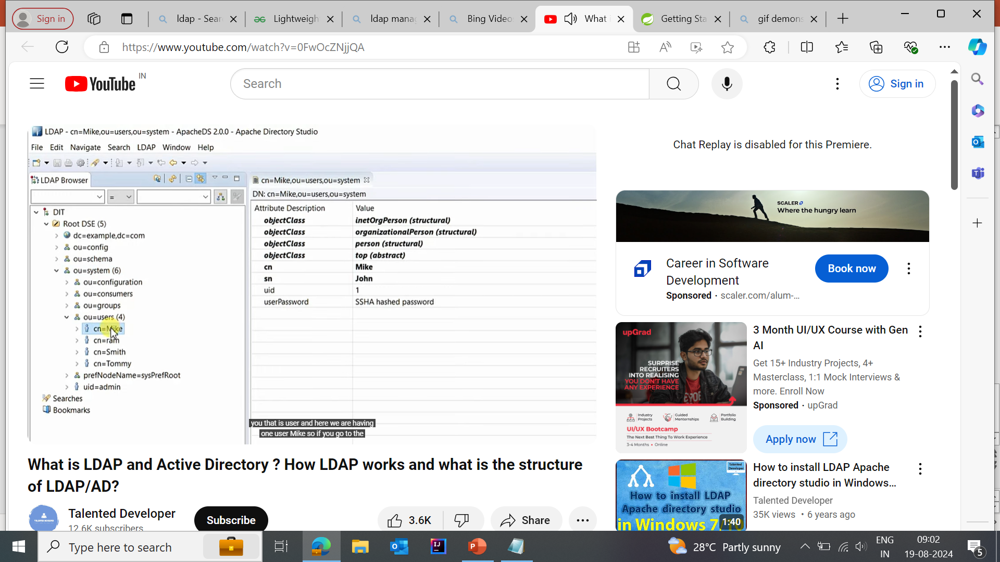 Sign in
ldap - Sear
Lightweigh
ldap mana
Bing Video
What i
Getting Sta
gif demons
https://www.youtube.com/watch?v=0FwOcZNjjQA
YouTube IN
Search
Sign in
LDAP - cn=Mike,ou=users,ou=system - ApacheDS 2.0.0 - Apache Directory Studio
File Edit Navigate Search LDAP Window Help
LDAP Browser
=
DIT
Root DSE (5)
dc=example,dc=com
ou=config
ou=schema
ou=system (6)
ou=configuration
ou=consumers
ou=groups
ou=users (4)
cn=Mike
cn=ram
cn=Smith
cn=Tommy
prefNodeName=sysPrefRoot
uid=admin
Searches
Bookmarks
cn=Mike,ou=users,ou=system
DN: cn=Mike,ou=users,ou=system
Attribute Description Value
objectClass inetOrgPerson (structural)
objectClass organizationalPerson (structural)
objectClass person (structural)
objectClass top (abstract)
cn Mike
sn John
uid 1
userPassword SSHA hashed password
you that is user and here we are having
one user Mike so if you go to the
What is LDAP and Active Directory ? How LDAP works and what is the structure
of LDAP/AD?
Talented Developer
12.6K subscribers
Subscribe
3.6K
Share
Chat Replay is disabled for this Premiere.
SCALER
Where the hungry learn
Career in Software
Development
Sponsored · scaler.com/alum-...
Book now
upGrad
SURPRISE
RECRUITERS
INTO REALISING
YOU DON'T HAVE
ANY EXPERIENCE
Industry Projects
Guided Mentorships
Portfolio Building
UI/UX Bootcamp
The Next Best Thing To Work Experience
3-4 Months • Online
3 Month UI/UX Course with Gen
AI
Get 15+ Industry Projects, 4+
Masterclass, 1:1 Mock Interviews &
more. Enroll Now
Sponsored · upGrad
Apply now
Talented
Developer
How to install LDAP
Apache directory studio
in Windows 7, 10
1:40
How to install LDAP Apache
directory studio in Windows...
Talented Developer
35K views • 6 years ago
Type here to search
28°C Partly sunny
ENG
IN
09:02
19-08-2024
5